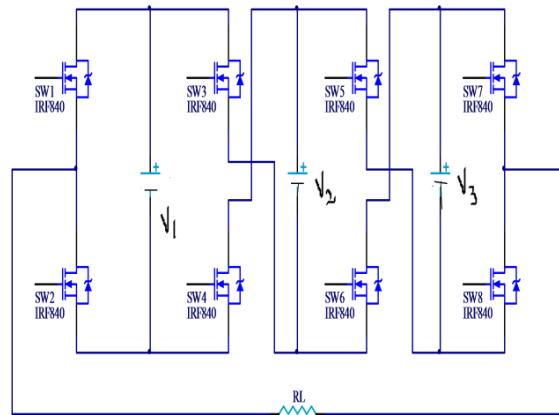 SW1
IRF840
SW3
IRF840
SW5
IRF840
SW7
IRF840
+
+
+
V1
V2
V3
SW2
IRF840
SW4
IRF840
SW6
IRF840
SW8
IRF840
RL